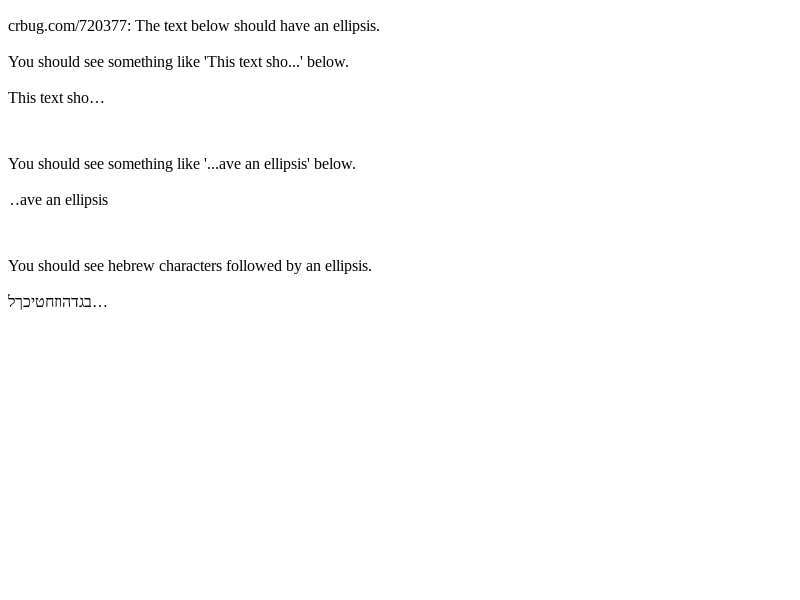 crbug.com/720377: The text below should have an ellipsis.
You should see something like 'This text sho...' below.
This text sho…
You should see something like '...ave an ellipsis' below.
..ave an ellipsis
You should see hebrew characters followed by an ellipsis.
בגדהוזחטיכךל…